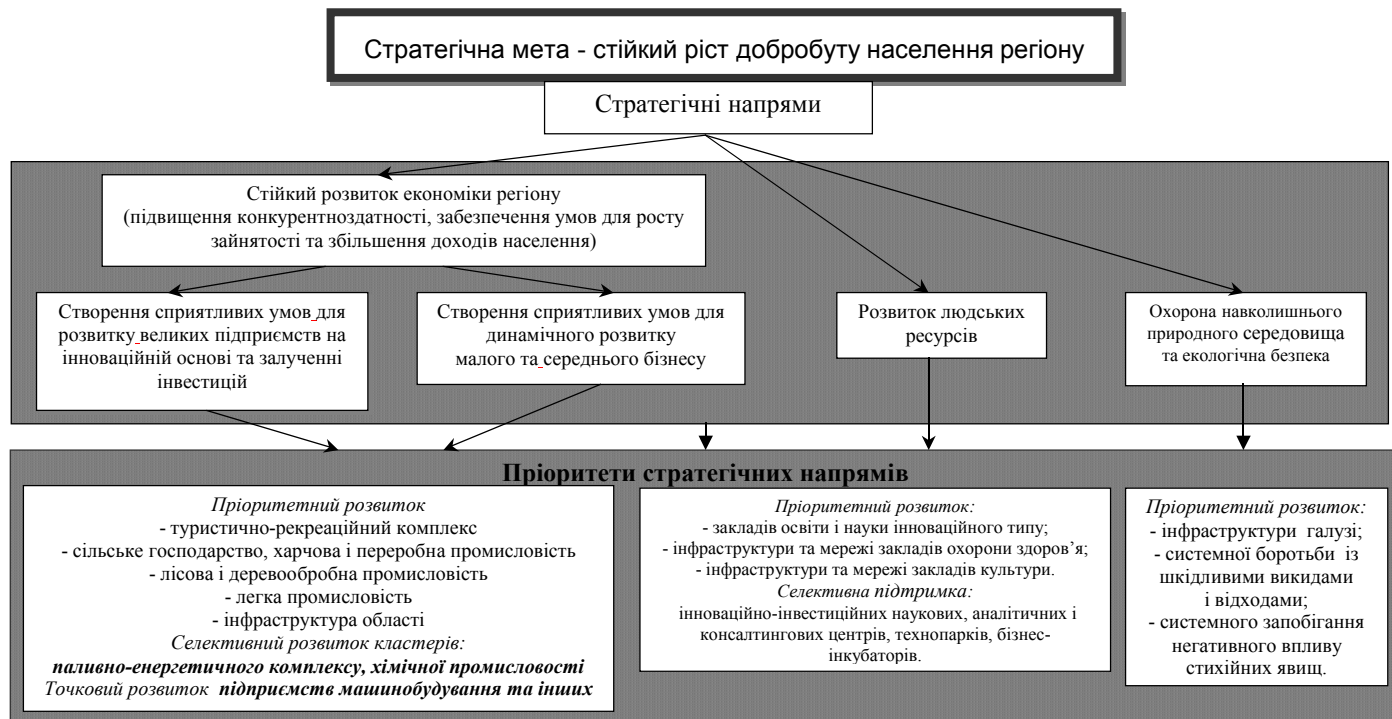 Стратегічна мета - стійкий ріст добробуту населення регіону
Стратегічні напрями
Стійкий розвиток економіки регіону
(підвищення конкурентноздатності, забезпечення умов для росту
зайнятості та збільшення доходів населення)
Створення сприятливих умов для
розвитку великих підприємств на
інноваційній основі та залученні
інвестицій
Створення сприятливих умов для
динамічного розвитку
малого та середнього бізнесу
Розвиток людських
ресурсів
Охорона навколишнього
природного середовища
та екологічна безпека
Пріоритети стратегічних напрямів
Пріоритетний розвиток
- туристично-рекреаційний комплекс
- сільське господарство, харчова і переробна промисловість
- лісова і деревообробна промисловість
- легка промисловість
- інфраструктура області
Селективний розвиток кластерів:
паливно-енергетичного комплексу, хімічної промисловості
Точковий розвиток підприємств машинобудування та інших
Пріоритетний розвиток:
- закладів освіти і науки інноваційного типу;
- інфраструктури та мережі закладів охорони здоров’я;
- інфраструктури та мережі закладів культури.
Селективна підтримка:
інноваційно-інвестиційних наукових, аналітичних і
консалтингових центрів, технопарків, бізнес-
інкубаторів.
Пріоритетний розвиток:
- інфраструктури галузі;
- системної боротьби із
шкідливими викидами
і відходами;
- системного запобігання
негативного впливу
стихійних явищ.